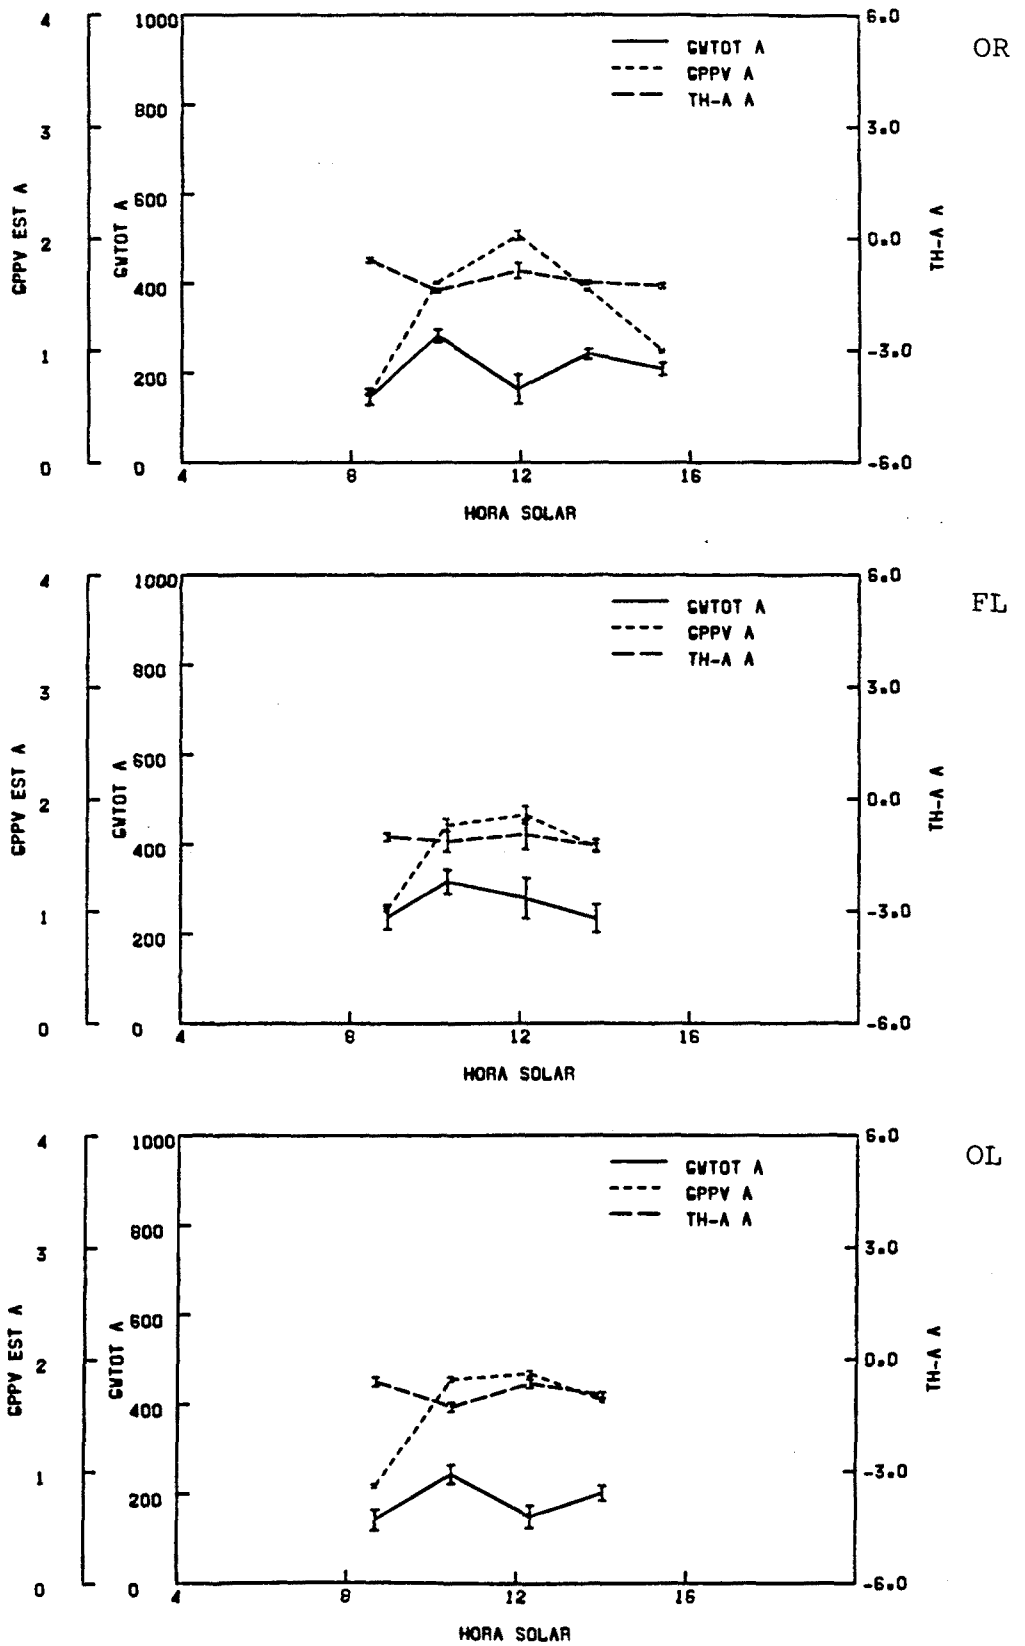 4 1000 6.0 OR
GWTOT A
GPPV A
TH-A A
800
3 3.0
600
GPPV EST A
GWTOT A
TH-A A
2 0.0
400
1 -3.0
200
0 0 -6.0
4 8 12 16
HORA SOLAR
4 1000 6.0 FL
GWTOT A
GPPV A
TH-A A
800
3 3.0
600
GPPV EST A
GWTOT A
TH-A A
2 0.0
400
1 -3.0
200
0 0 -6.0
4 8 12 16
HORA SOLAR
4 1000 6.0 OL
GWTOT A
GPPV A
TH-A A
800
3 3.0
600
GPPV EST A
GWTOT A
TH-A A
2 0.0
400
1 -3.0
200
0 0 -6.0
4 8 12 16
HORA SOLAR